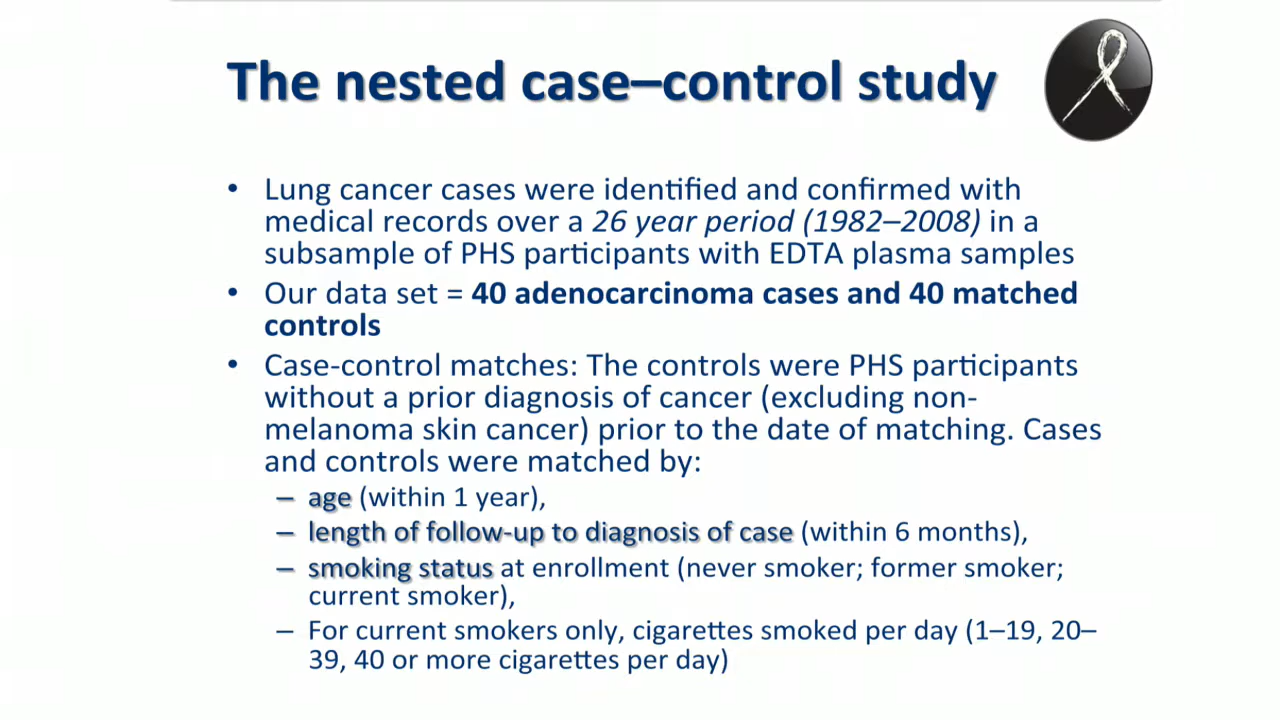 The nested case–control study
• Lung cancer cases were identified and confirmed with
medical records over a 26 year period (1982–2008) in a
subsample of PHS participants with EDTA plasma samples
• Our data set = 40 adenocarcinoma cases and 40 matched
controls
• Case-control matches: The controls were PHS participants
without a prior diagnosis of cancer (excluding non-
melanoma skin cancer) prior to the date of matching. Cases
and controls were matched by:
– age (within 1 year),
– length of follow-up to diagnosis of case (within 6 months),
– smoking status at enrollment (never smoker; former smoker;
current smoker),
– For current smokers only, cigarettes smoked per day (1–19, 20–
39, 40 or more cigarettes per day)